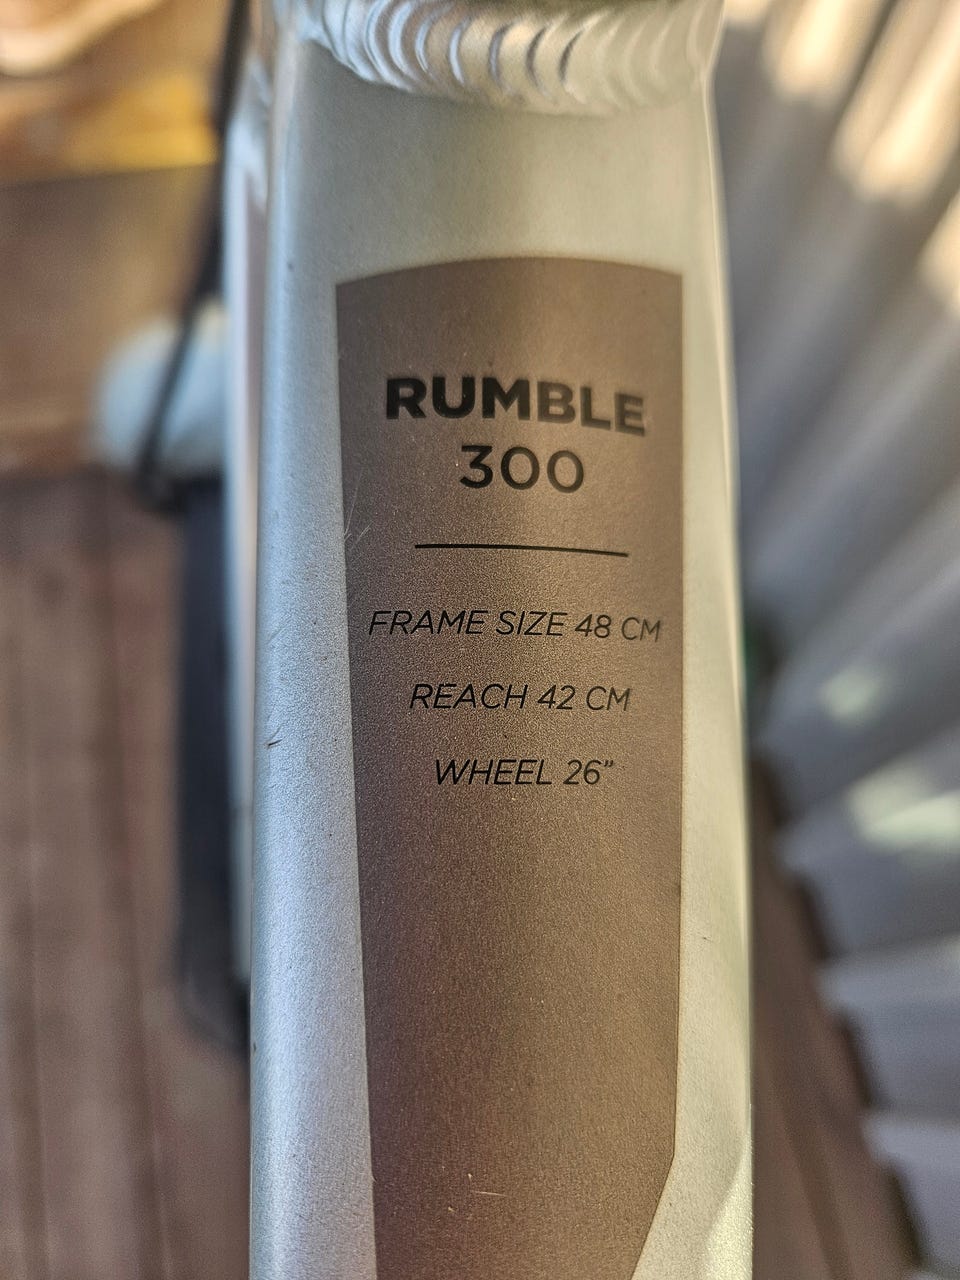 RUMBLE
300
FRAME SIZE 48 CM
REACH 42 CM
WHEEL 26”